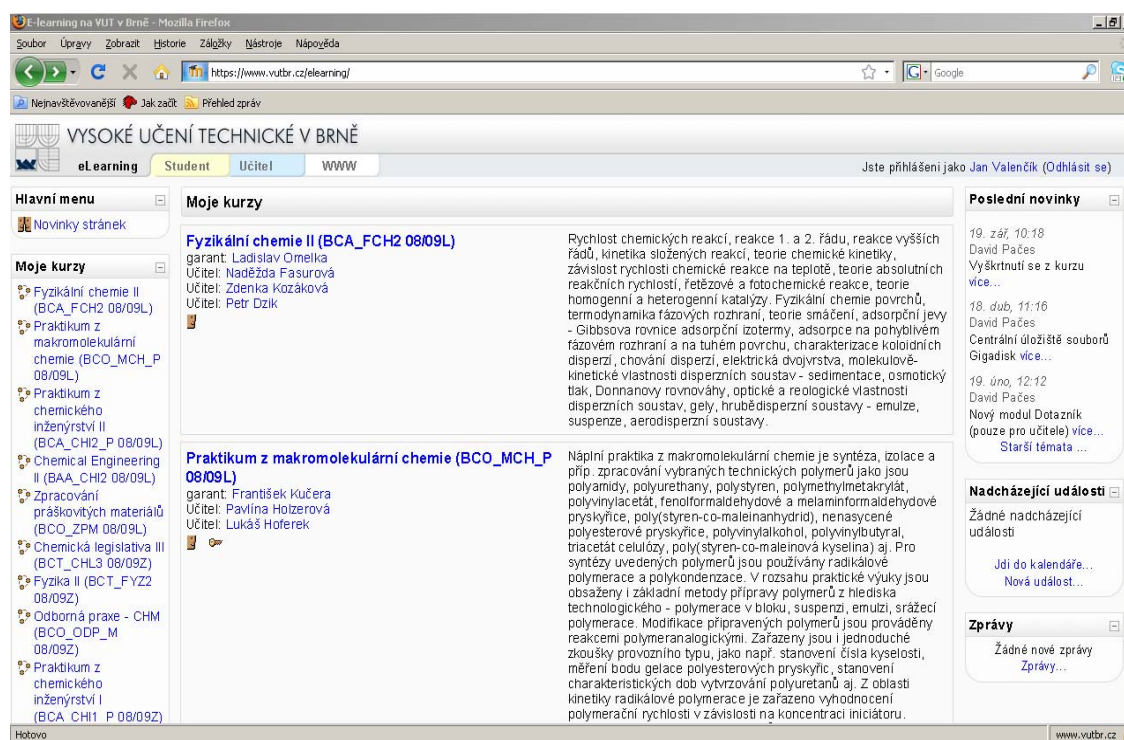 E-learning na VUT v Brně - Mozilla Firefox
Soubor Úpravy Zobrazit Historie Záložky Nástroje Nápověda
https://www.vutbr.cz/elearning/
Google
Nejnavštěvovanější Jak začít Přehled zpráv
VYSOKÉ UČENÍ TECHNICKÉ V BRNĚ
eLearning Student Učitel WWW
Jste přihlášeni jako Jan Valenčík (Odhlásit se)
Hlavní menu
Novinky stránek
Moje kurzy
Fyzikální chemie II
(BCA_FCH2 08/09L)
Praktikum z
makromolekulární
chemie (BCO_MCH_P
08/09L)
Praktikum z
chemického
inženýrství II
(BCA_CHI2_P 08/09L)
Chemical Engineering
II (BAA_CHI2 08/09L)
Zpracování
práškovitých materiálů
(BCO_ZPM 08/09L)
Chemická legislativa III
(BCT_CHL3 08/09Z)
Fyzika II (BCT_FYZ2
08/09Z)
Odborná praxe - CHM
(BCO_ODP_M
08/09Z)
Praktikum z
chemického
inženýrství I
(BCA_CHI1_P 08/09Z)
Moje kurzy
Fyzikální chemie II (BCA_FCH2 08/09L)
garant: Ladislav Omelka
Učitel: Naděžda Fasurová
Učitel: Zdenka Kozáková
Učitel: Petr Dzik
Rychlost chemických reakcí, reakce 1. a 2. řádu, reakce vyšších
řádů, kinetika složených reakcí, teorie chemické kinetiky,
závislost rychlosti chemické reakce na teplotě, teorie absolutních
reakčních rychlostí, řetězové a fotochemické reakce, teorie
homogenní a heterogenní katalýzy. Fyzikální chemie povrchů,
termodynamika fázových rozhraní, teorie smáčení, adsorpční jevy
- Gibbsova rovnice adsorpční izotermy, adsorpce na pohyblivém
fázovém rozhraní a na tuhém povrchu, charakterizace koloidních
disperzí, chování disperzí, elektrická dvojvrstva, molekulově-
kinetické vlastnosti disperzních soustav - sedimentace, osmotický
tlak, Donnanovy rovnováhy, optické a reologické vlastnosti
disperzních soustav, gely, hrubědisperzní soustavy - emulze,
suspenze, aerodisperzní soustavy.
Praktikum z makromolekulární chemie (BCO_MCH_P
08/09L)
garant: František Kučera
Učitel: Pavlína Holzerová
Učitel: Lukáš Hoferek
Náplní praktika z makromolekulární chemie je syntéza, izolace a
příp. zpracování vybraných technických polymerů jako jsou
polyamidy, polyurethany, polystyren, polymethylmetakrylát,
polyvinylacetát, fenolformaldehydové a melaminformaldehydové
pryskyřice, poly(styren-co-maleinanhydrid), nenasycené
polyesterové pryskyřice, polyvinylalkohol, polyvinylbutyral,
triacetát celulózy, poly(styren-co-maleinová kyselina) aj. Pro
syntézy uvedených polymerů jsou používány radikálové
polymerace a polykondenzace. V rozsahu praktické výuky jsou
obsaženy i základní metody přípravy polymerů z hlediska
technologického - polymerace v bloku, suspenzi, emulzi, srážecí
polymerace. Modifikace připravených polymerů jsou prováděny
reakcemi polymeranalogickými. Zařazeny jsou i jednoduché
zkoušky provozního typu, jako např. stanovení čísla kyselosti,
měření bodu gelace polyesterových pryskyřic, stanovení
charakteristických dob vytvrzování polyuretanů aj. Z oblasti
kinetiky radikálové polymerace je zařazeno vyhodnocení
polymerační rychlosti v závislosti na koncentraci iniciátoru.
Poslední novinky
19. zář, 10:18
David Pačes
Vyškrtnutí se z kurzu
více...
18. dub, 11:16
David Pačes
Centrální úložiště souborů
Gigadisk více...
19. úno, 12:12
David Pačes
Nový modul Dotazník
(pouze pro učitele) více...
Starší témata ...
Nadcházející události
Žádné nadcházející
události
Jdi do kalendáře...
Nová událost...
Zprávy
Žádné nové zprávy
Zprávy...
Hotovo
www.vutbr.cz